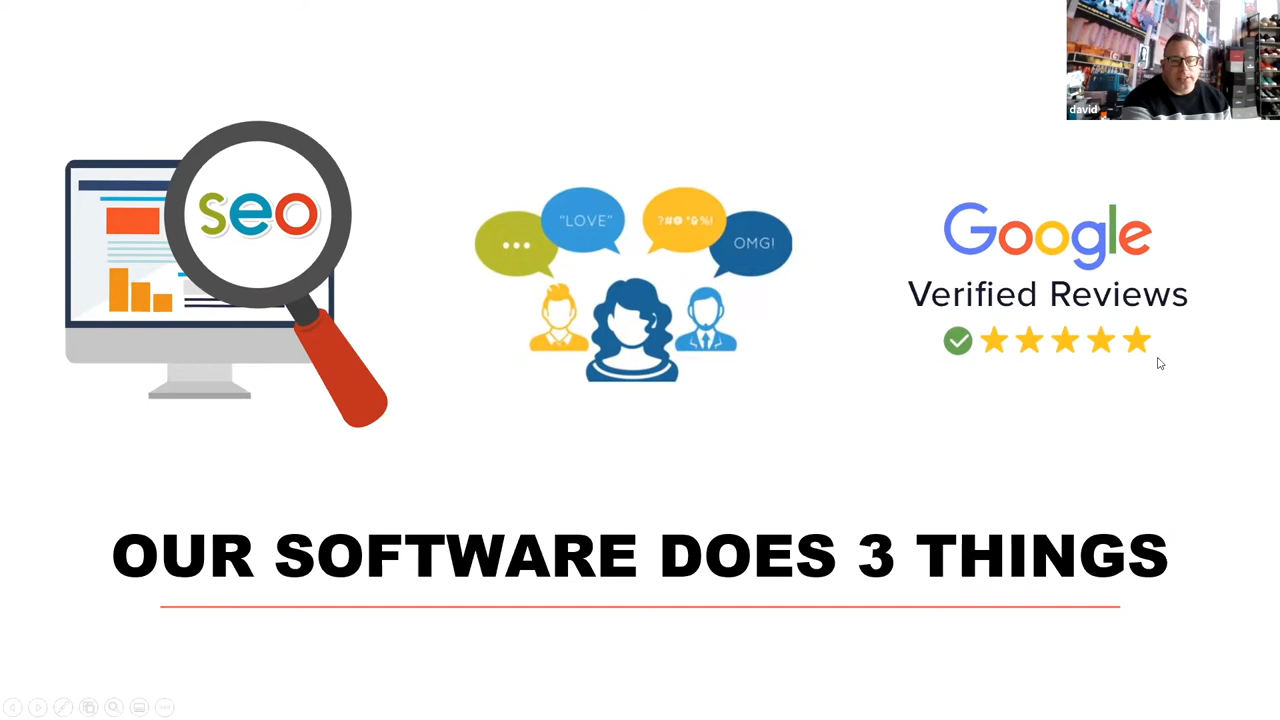 david
seo
...
"LOVE"
?#@ *&%!
OMG!
Google
Verified Reviews
OUR SOFTWARE DOES 3 THINGS